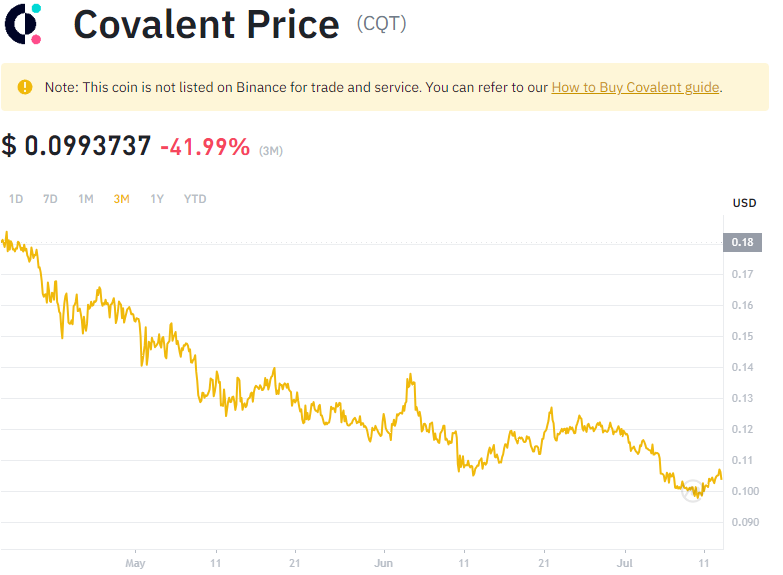 Covalent Price (CQT)
Note: This coin is not listed on Binance for trade and service. You can refer to our How to Buy Covalent guide.
$ 0.0993737 -41.99% (3M)
1D 7D 1M 3M 1Y YTD
USD
0.18
0.17
0.16
0.15
0.14
0.13
0.12
0.11
0.100
0.090
May 11 21 Jun 11 21 Jul 11